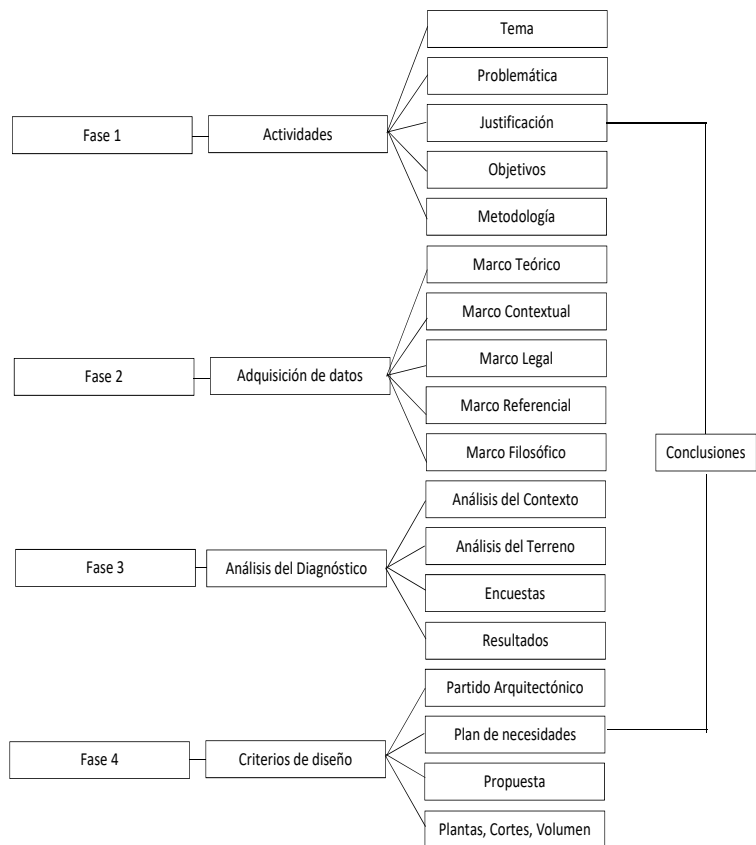 Fase 1
Actividades
Tema
Problemática
Justificación
Objetivos
Metodología
Fase 2
Adquisición de datos
Marco Teórico
Marco Contextual
Marco Legal
Marco Referencial
Marco Filosófico
Fase 3
Análisis del Diagnóstico
Análisis del Contexto
Análisis del Terreno
Encuestas
Resultados
Fase 4
Criterios de diseño
Partido Arquitectónico
Plan de necesidades
Propuesta
Plantas, Cortes, Volumen
Conclusiones